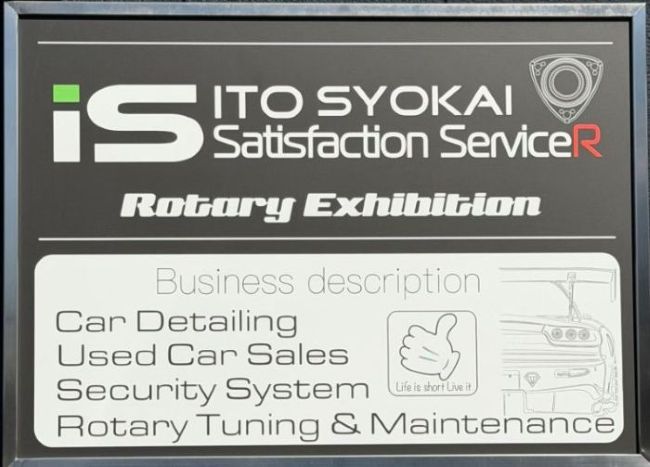 iS ITO SYOKAI
Satisfaction ServiceR
Rotary Exhibition
Business description
Car Detailing
Used Car Sales
Security System
Rotary Tuning & Maintenance
Life is short Live it